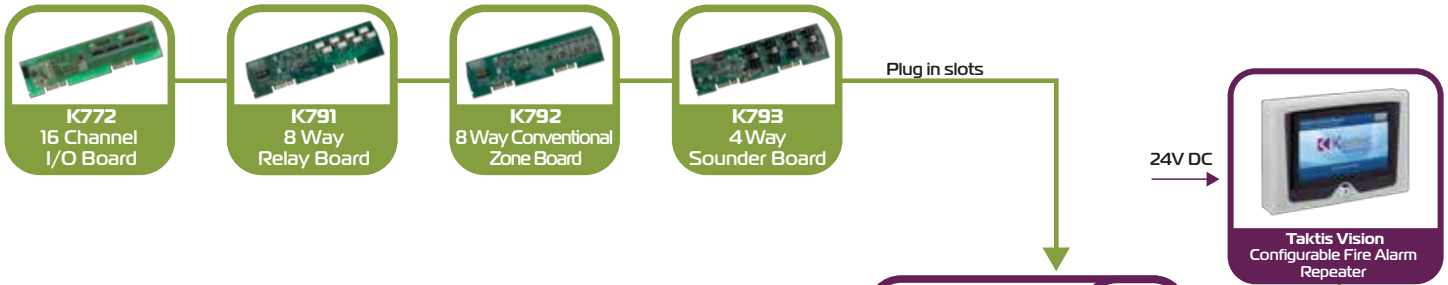 K772
16 Channel
I/O Board
K791
8 Way
Relay Board
K792
8 Way Conventional
Zone Board
K793
4 Way
Sounder Board
Plug in slots
24V DC
Taktis Vision
Configurable Fire Alarm
Repeater